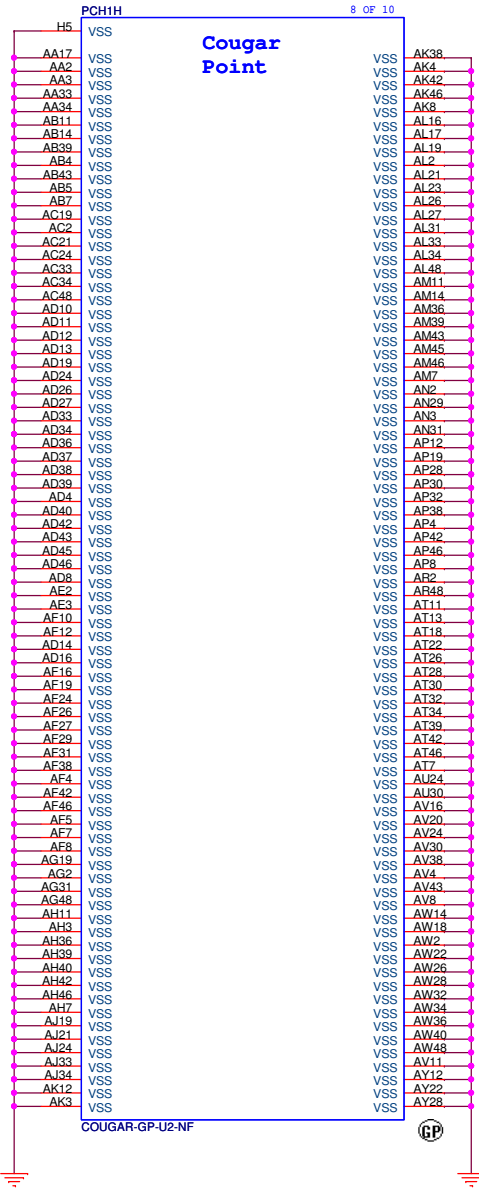 PCH1H 8 OF 10
Cougar
Point
H5 VSS
AA17 VSS VSS AK38
AA2 VSS VSS AK4
AA3 VSS VSS AK42
AA33 VSS VSS AK46
AA34 VSS VSS AK8
AB11 VSS VSS AL16
AB14 VSS VSS AL17
AB39 VSS VSS AL19
AB4 VSS VSS AL2
AB43 VSS VSS AL21
AB5 VSS VSS AL23
AB7 VSS VSS AL26
AC19 VSS VSS AL27
AC2 VSS VSS AL31
AC21 VSS VSS AL33
AC24 VSS VSS AL34
AC33 VSS VSS AL48
AC34 VSS VSS AM11
AC48 VSS VSS AM14
AD10 VSS VSS AM36
AD11 VSS VSS AM39
AD12 VSS VSS AM43
AD13 VSS VSS AM45
AD19 VSS VSS AM46
AD24 VSS VSS AM7
AD26 VSS VSS AN2
AD27 VSS VSS AN29
AD33 VSS VSS AN3
AD34 VSS VSS AN31
AD36 VSS VSS AP12
AD37 VSS VSS AP19
AD38 VSS VSS AP28
AD39 VSS VSS AP30
AD4 VSS VSS AP32
AD40 VSS VSS AP38
AD42 VSS VSS AP4
AD43 VSS VSS AP42
AD45 VSS VSS AP46
AD46 VSS VSS AP8
AD8 VSS VSS AR2
AE2 VSS VSS AR48
AE3 VSS VSS AT11
AF10 VSS VSS AT13
AF12 VSS VSS AT18
AD14 VSS VSS AT22
AD16 VSS VSS AT26
AF16 VSS VSS AT28
AF19 VSS VSS AT30
AF24 VSS VSS AT32
AF26 VSS VSS AT34
AF27 VSS VSS AT39
AF29 VSS VSS AT42
AF31 VSS VSS AT46
AF38 VSS VSS AT7
AF4 VSS VSS AU24
AF42 VSS VSS AU30
AF46 VSS VSS AV16
AF5 VSS VSS AV20
AF7 VSS VSS AV24
AF8 VSS VSS AV30
AG19 VSS VSS AV38
AG2 VSS VSS AV4
AG31 VSS VSS AV43
AG48 VSS VSS AV8
AH11 VSS VSS AW14
AH3 VSS VSS AW18
AH36 VSS VSS AW2
AH39 VSS VSS AW22
AH40 VSS VSS AW26
AH42 VSS VSS AW28
AH46 VSS VSS AW32
AH7 VSS VSS AW34
AJ19 VSS VSS AW36
AJ21 VSS VSS AW40
AJ24 VSS VSS AW48
AJ33 VSS VSS AV11
AJ34 VSS VSS AY12
AK12 VSS VSS AY22
AK3 VSS VSS AY28
COUGAR-GP-U2-NF GP